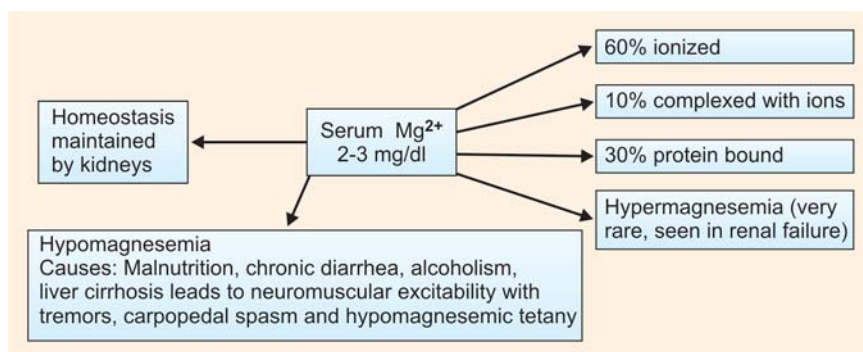 Homeostasis
maintained
by kidneys
Serum Mg²⁺
2-3 mg/dl
60% ionized
10% complexed with ions
30% protein bound
Hypermagnesemia (very
rare, seen in renal failure)
Hypomagnesemia
Causes: Malnutrition, chronic diarrhea, alcoholism,
liver cirrhosis leads to neuromuscular excitability with
tremors, carpopedal spasm and hypomagnesemic tetany